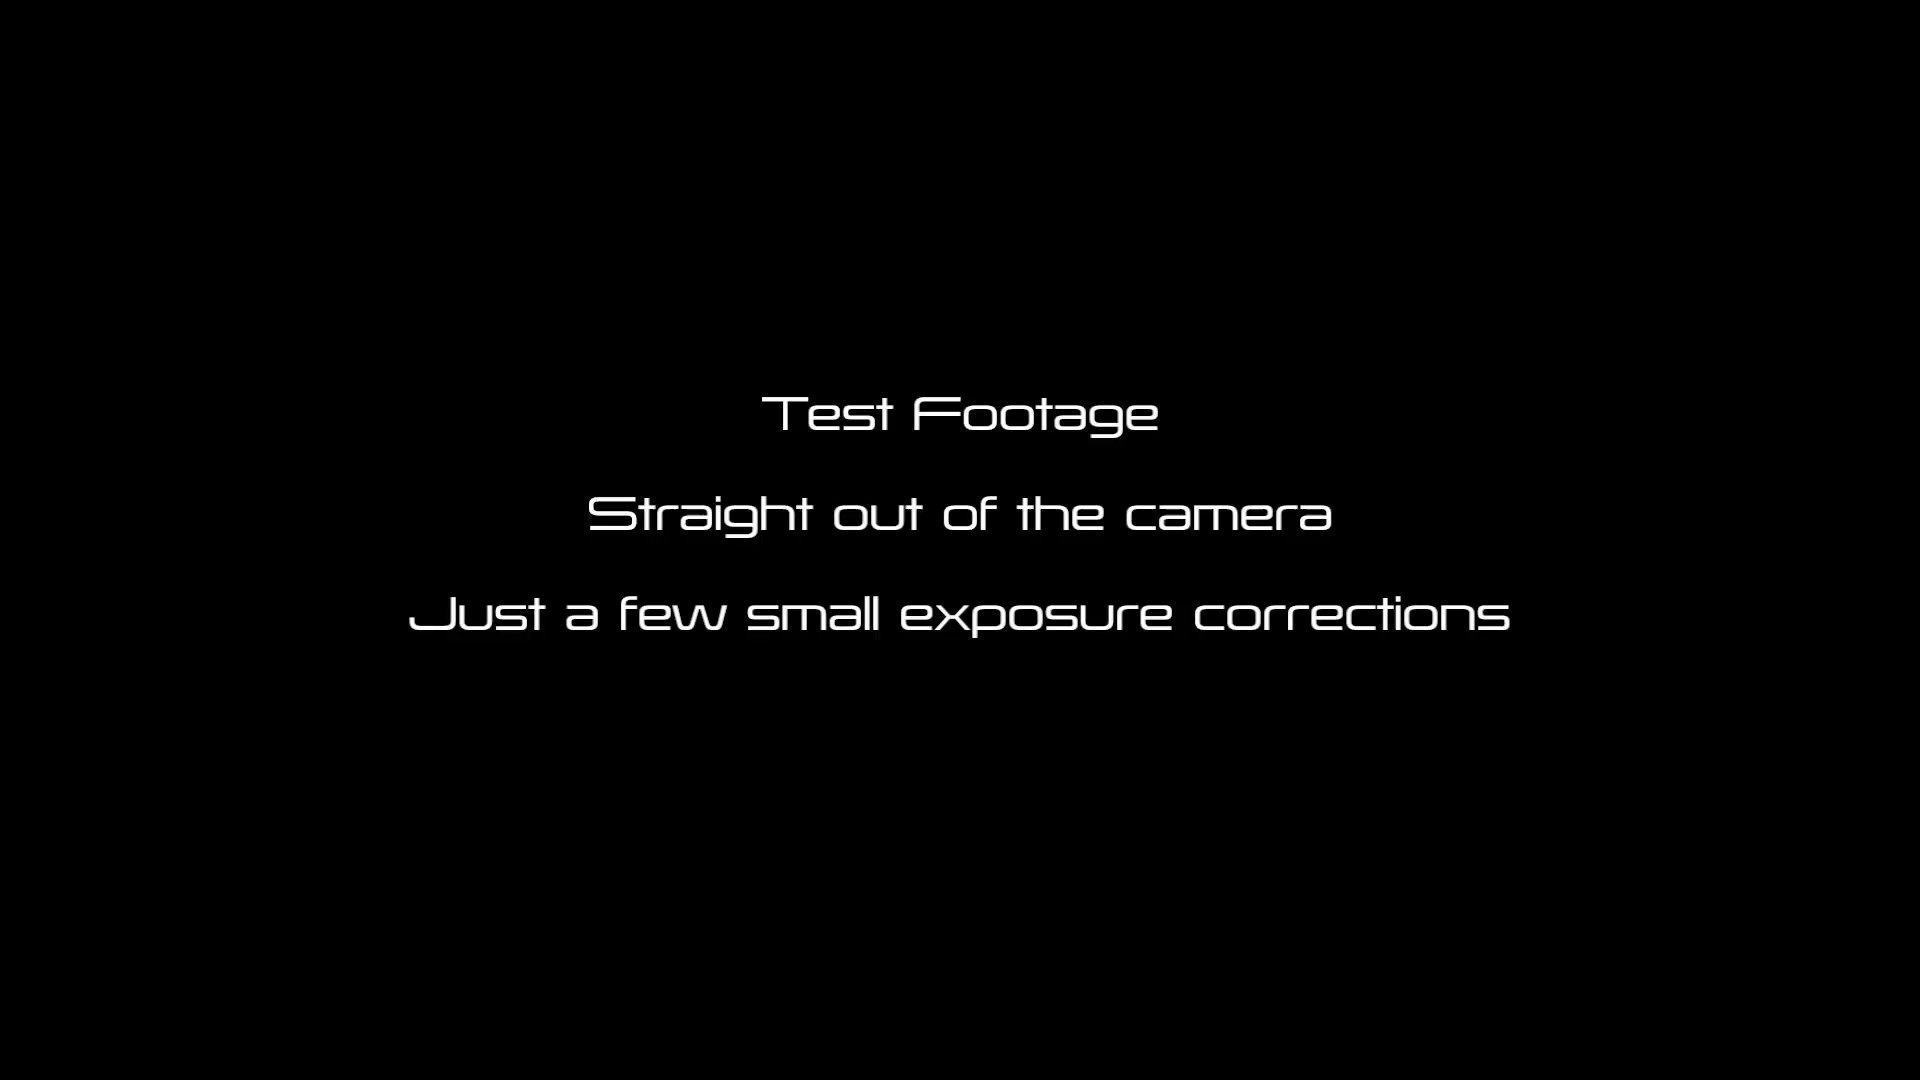 Test Footage
Straight out of the camera
Just a few small exposure corrections